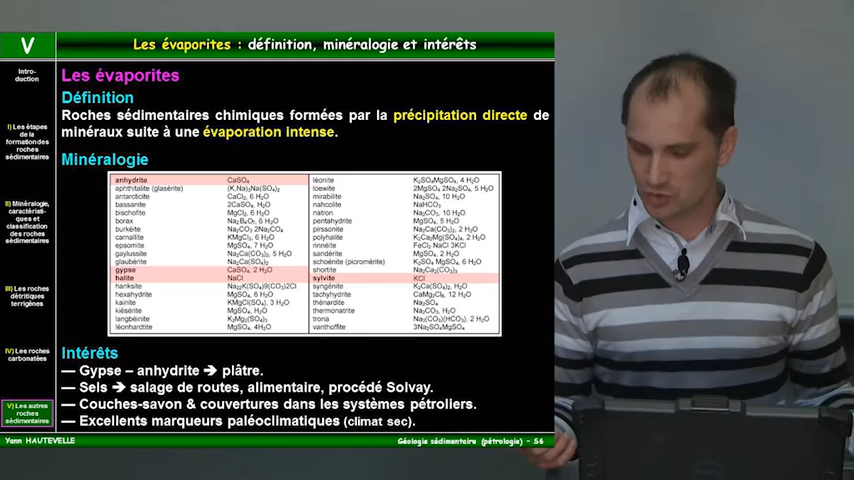 V
Les évaporites : définition, minéralogie et intérêts
Intro-
duction
I) Les étapes
de la
formation des
roches
sédimentaires
II) Minéralogie,
caractéristi-
ques et
classification
des roches
sédimentaires
III) Les roches
détritiques
terrigènes
IV) Les roches
carbonatées
V) Les autres
roches
sédimentaires
Les évaporites
Définition
Roches sédimentaires chimiques formées par la précipitation directe de
minéraux suite à une évaporation intense.
Minéralogie
anhydrite CaSO₄
aphthitalite (glasérite) (K,Na)₃Na(SO₄)₂
antarcticite CaCl₂, 6 H₂O
bassanite 2CaSO₄, H₂O
bischofite MgCl₂, 6 H₂O
borax Na₂B₄O₇, 6 H₂O
burkéite Na₂CO₃ 2Na₂SO₄
carnallite KMgCl₃, 6 H₂O
epsomite MgSO₄, 7 H₂O
gaylussite Na₂Ca(CO₃)₂, 5 H₂O
glaubérite Na₂Ca(SO₄)₂
gypse CaSO₄, 2 H₂O
halite NaCl
hanksite Na₂₂K(SO₄)9(CO₃)2Cl
hexahydrite MgSO₄, 6 H₂O
kainite KMgCl(SO₄), 3 H₂O
kiésérite MgSO₄, H₂O
langbéinite K₂Mg₂(SO₄)₃
léonhardtite MgSO₄, 4H₂O
léonite K₂SO₄MgSO₄, 4 H₂O
loewite 2MgSO₄ 2Na₂SO₄, 5 H₂O
mirabilite Na₂SO₄, 10 H₂O
nahcolite NaHCO₃
natron Na₂CO₃, 10 H₂O
pentahydrite MgSO₄, 5 H₂O
pirssonite Na₂Ca(CO₃)₂, 2 H₂O
polyhalite K₂Ca₂Mg(SO₄)₄, 2 H₂O
rinnéite FeCl₂ NaCl 3KCl
sandérite MgSO₄, 2 H₂O
schoénite (picromérite) K₂SO₄ MgSO₄, 6 H₂O
shortite Na₂Ca₂(CO₃)₃
sylvite KCl
syngénite K₂Ca(SO₄)₂, H₂O
tachyhydrite CaMg₂Cl₆, 12 H₂O
thénardite Na₂SO₄
thermonatrite Na₂CO₃, H₂O
trona Na₃(CO₃)(HCO₃), 2 H₂O
vanthoffite 3Na₂SO₄MgSO₄
Intérêts
— Gypse – anhydrite ➔ plâtre.
— Sels ➔ salage de routes, alimentaire, procédé Solvay.
— Couches-savon & couvertures dans les systèmes pétroliers.
— Excellents marqueurs paléoclimatiques (climat sec).
Yann HAUTEVELLE
Géologie sédimentaire (pétrologie) - 56